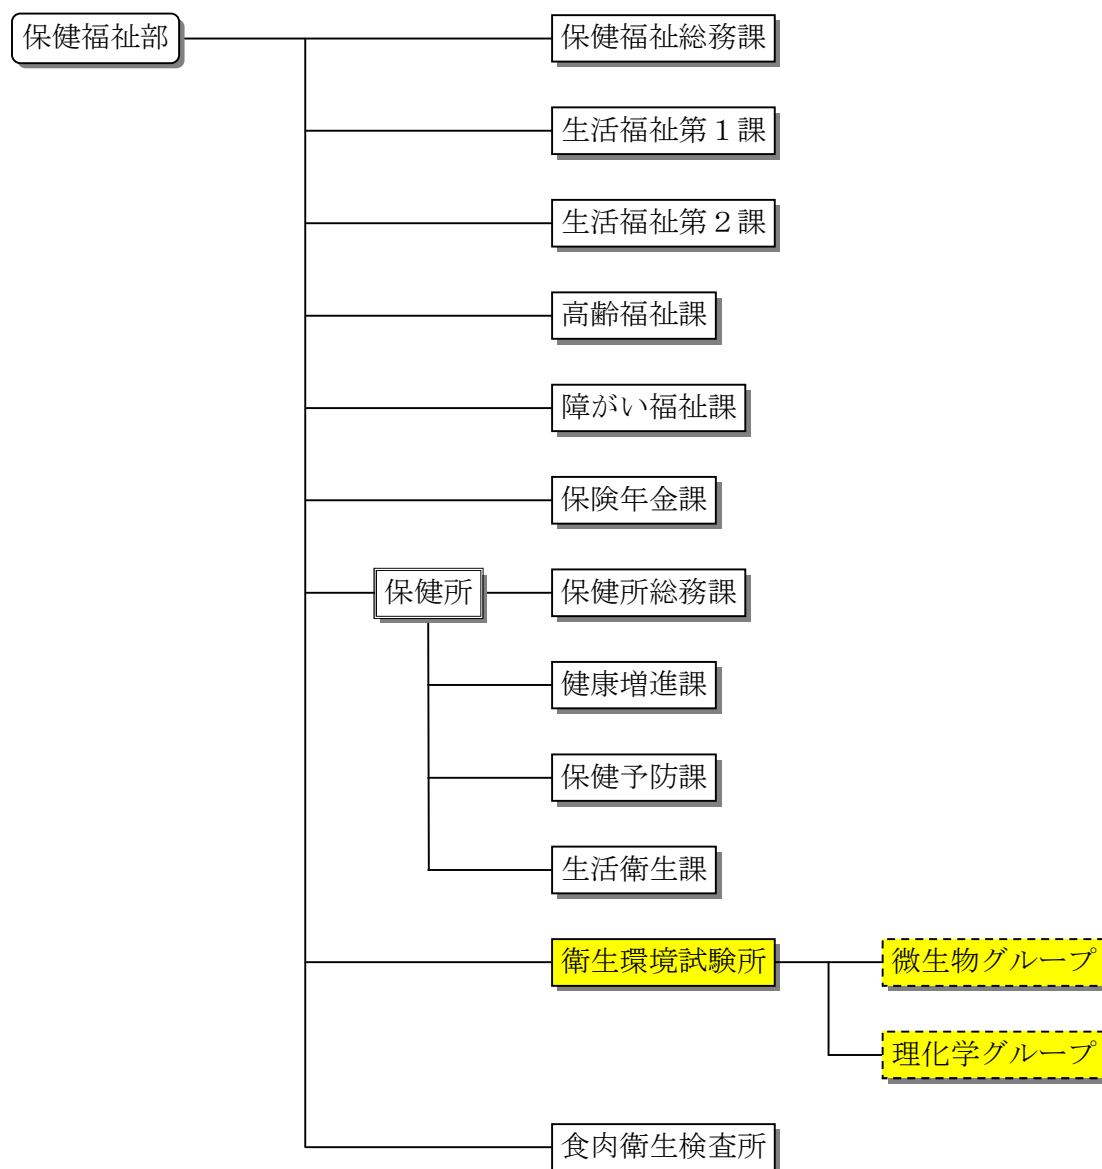 保健福祉部
保健福祉総務課
生活福祉第１課
生活福祉第２課
高齢福祉課
障がい福祉課
保険年金課
保健所
保健所総務課
健康増進課
保健予防課
生活衛生課
衛生環境試験所
微生物グループ
理化学グループ
食肉衛生検査所